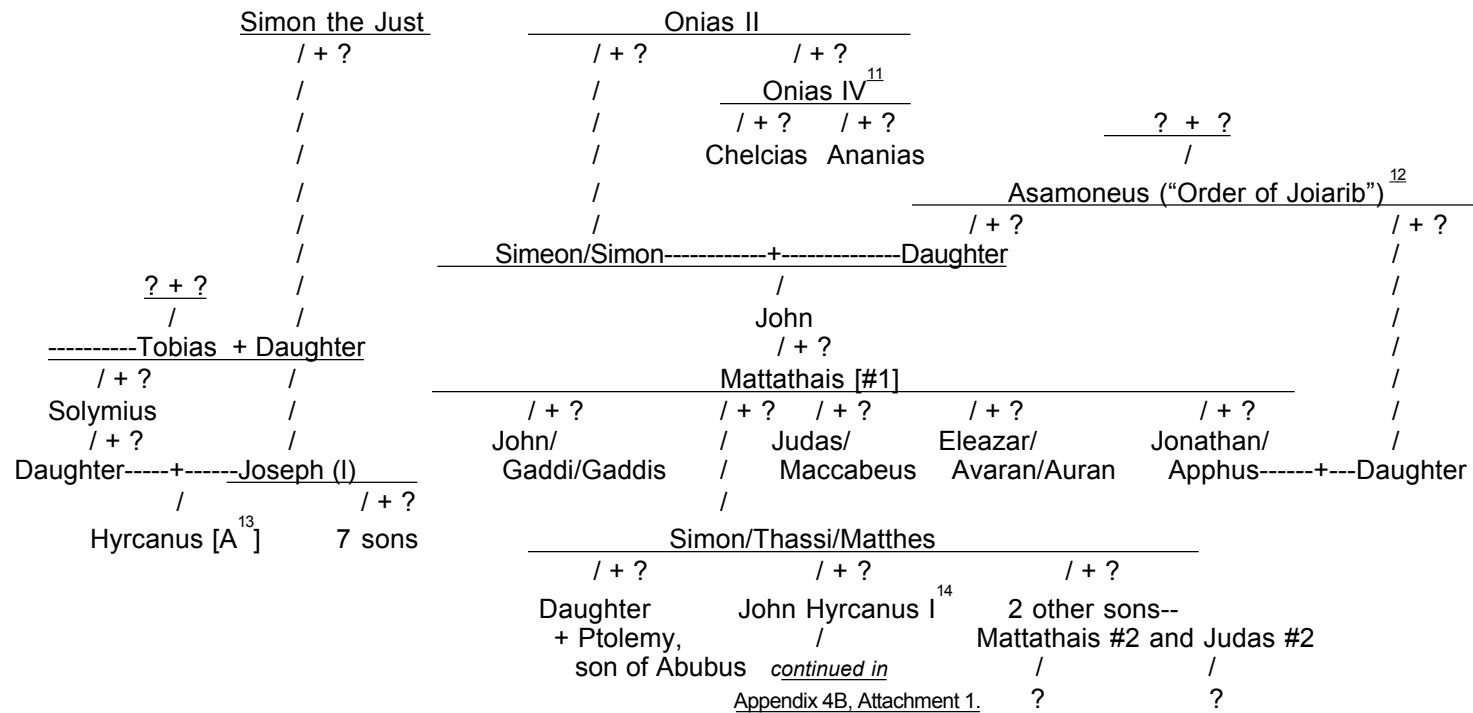 Simon the Just Onias II
/ + ? / + ? / + ?
/ / Onias IV 11
/ / / + ? / + ? ? + ?
/ / Chelcias Ananias /
/ / Asamoneus (“Order of Joiarib”) 12
/ / / + ? / + ?
/ Simeon/Simon------------+--------------Daughter /
? + ? / / /
/ / John /
----------Tobias + Daughter / + ? /
/ + ? / Mattathais [#1] /
Solymius / / + ? / + ? / + ? / + ? / + ? /
/ + ? / John/ / Judas/ Eleazar/ Jonathan/ /
Daughter-----+------Joseph (I) Gaddi/Gaddis / Maccabeus Avaran/Auran Apphus------+---Daughter
/ / + ? /
Hyrcanus [A13] 7 sons Simon/Thassi/Matthes
/ + ? / + ? / + ?
Daughter John Hyrcanus I 14 2 other sons--
+ Ptolemy, / Mattathais #2 and Judas #2
son of Abubus continued in / /
Appendix 4B, Attachment 1. ? ?